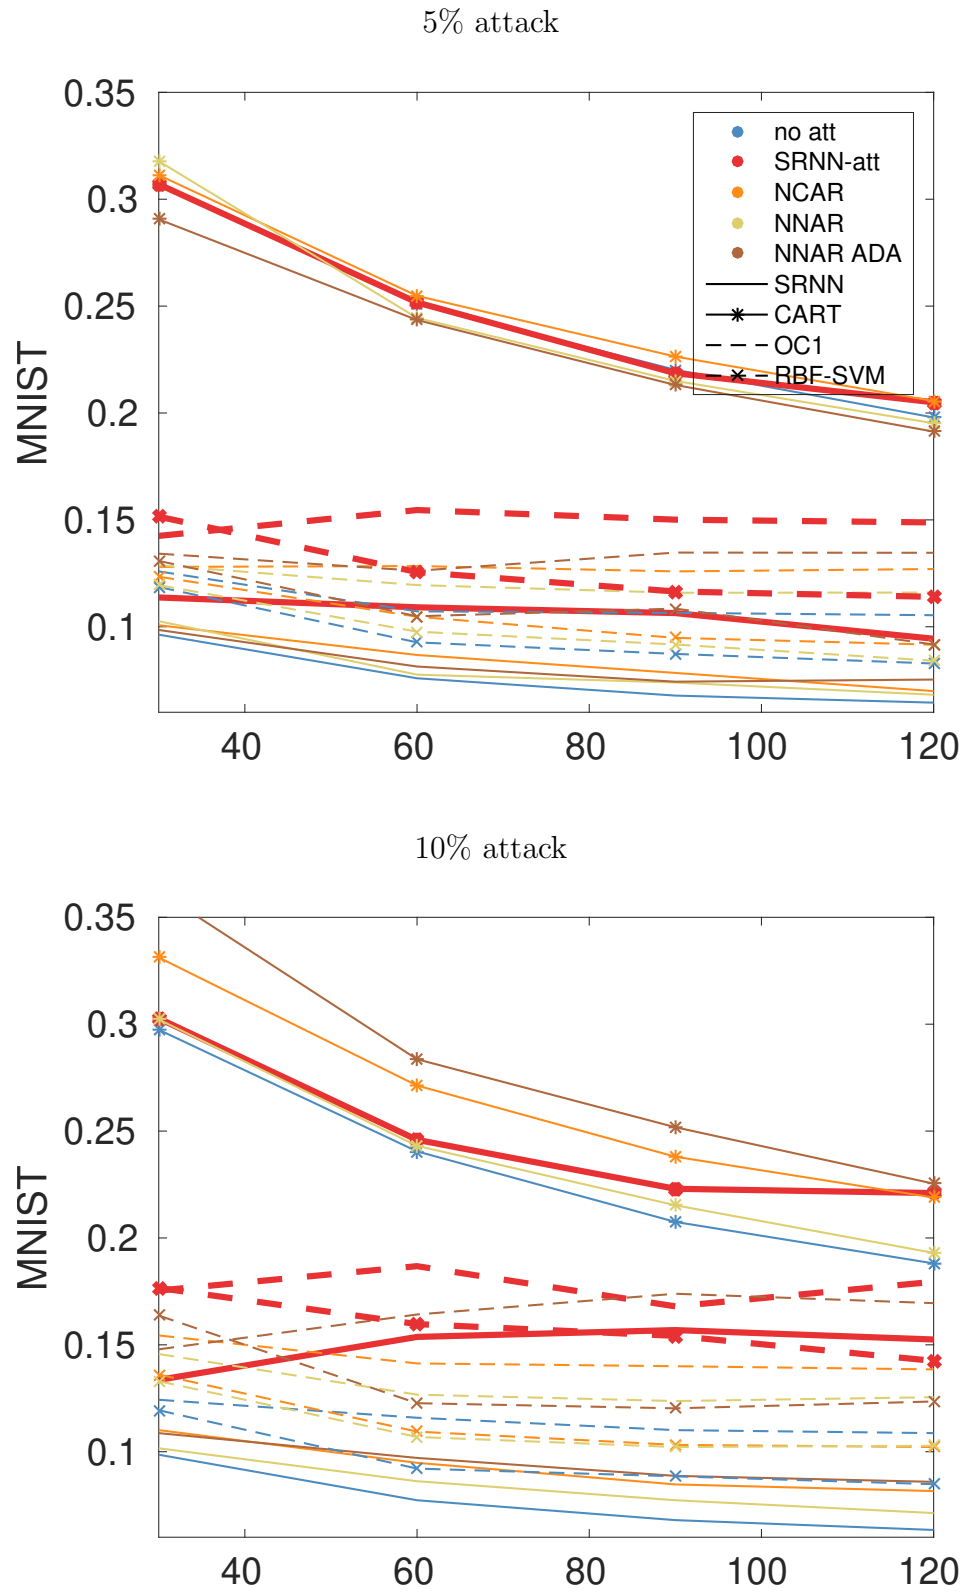 5% attack
0.35
0.3
0.25
0.2
0.15
0.1
MNIST
no att
SRNN-att
NCAR
NNAR
NNAR ADA
SRNN
CART
OC1
RBF-SVM
40 60 80 100 120
10% attack
0.35
0.3
0.25
0.2
0.15
0.1
MNIST
40 60 80 100 120